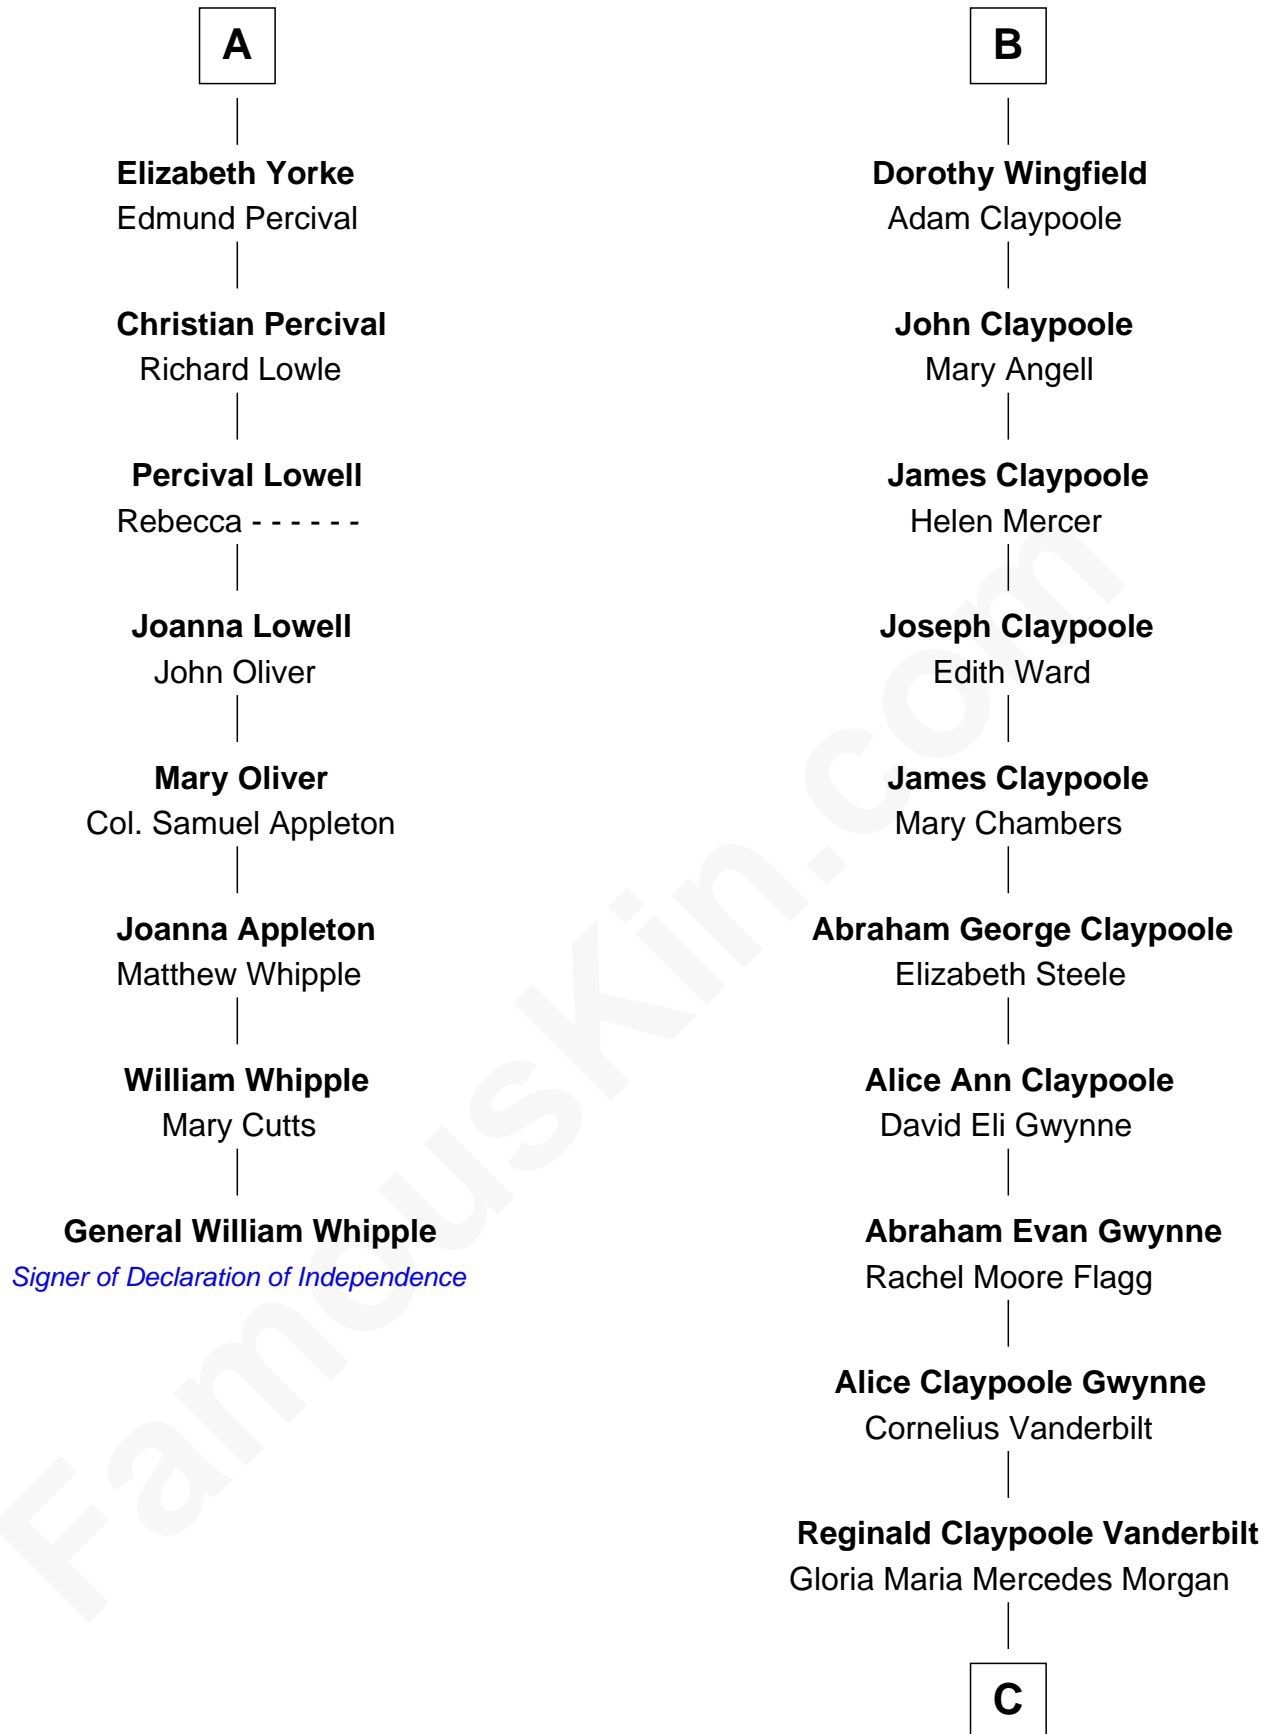 A
Elizabeth Yorke
Edmund Percival
Christian Percival
Richard Lowle
Percival Lowell
Rebecca - - - - - -
Joanna Lowell
John Oliver
Mary Oliver
Col. Samuel Appleton
Joanna Appleton
Matthew Whipple
William Whipple
Mary Cutts
General William Whipple
Signer of Declaration of Independence
B
Dorothy Wingfield
Adam Claypoole
John Claypoole
Mary Angell
James Claypoole
Helen Mercer
Joseph Claypoole
Edith Ward
James Claypoole
Mary Chambers
Abraham George Claypoole
Elizabeth Steele
Alice Ann Claypoole
David Eli Gwynne
Abraham Evan Gwynne
Rachel Moore Flagg
Alice Claypoole Gwynne
Cornelius Vanderbilt
Reginald Claypoole Vanderbilt
Gloria Maria Mercedes Morgan
C
FamousKin.com